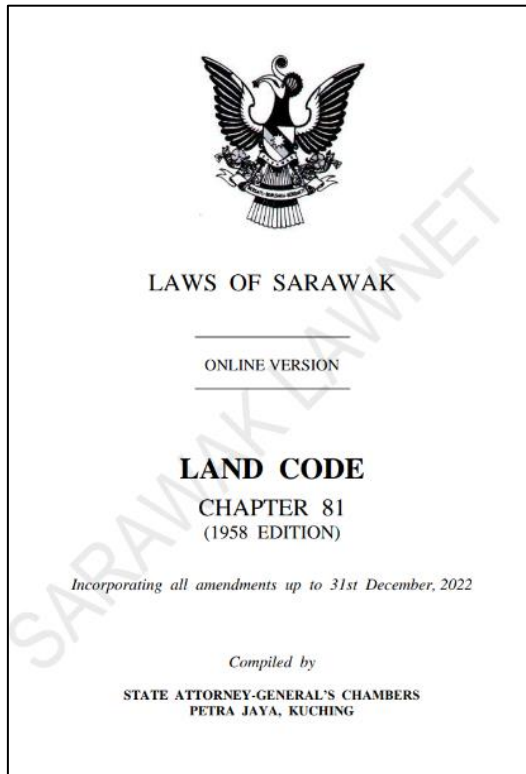 LAWS OF SARAWAK
ONLINE VERSION
LAND CODE
CHAPTER 81
(1958 EDITION)
Incorporating all amendments up to 31st December, 2022
Compiled by
STATE ATTORNEY-GENERAL'S CHAMBERS
PETRA JAYA, KUCHING
SARAWAK LAWNET